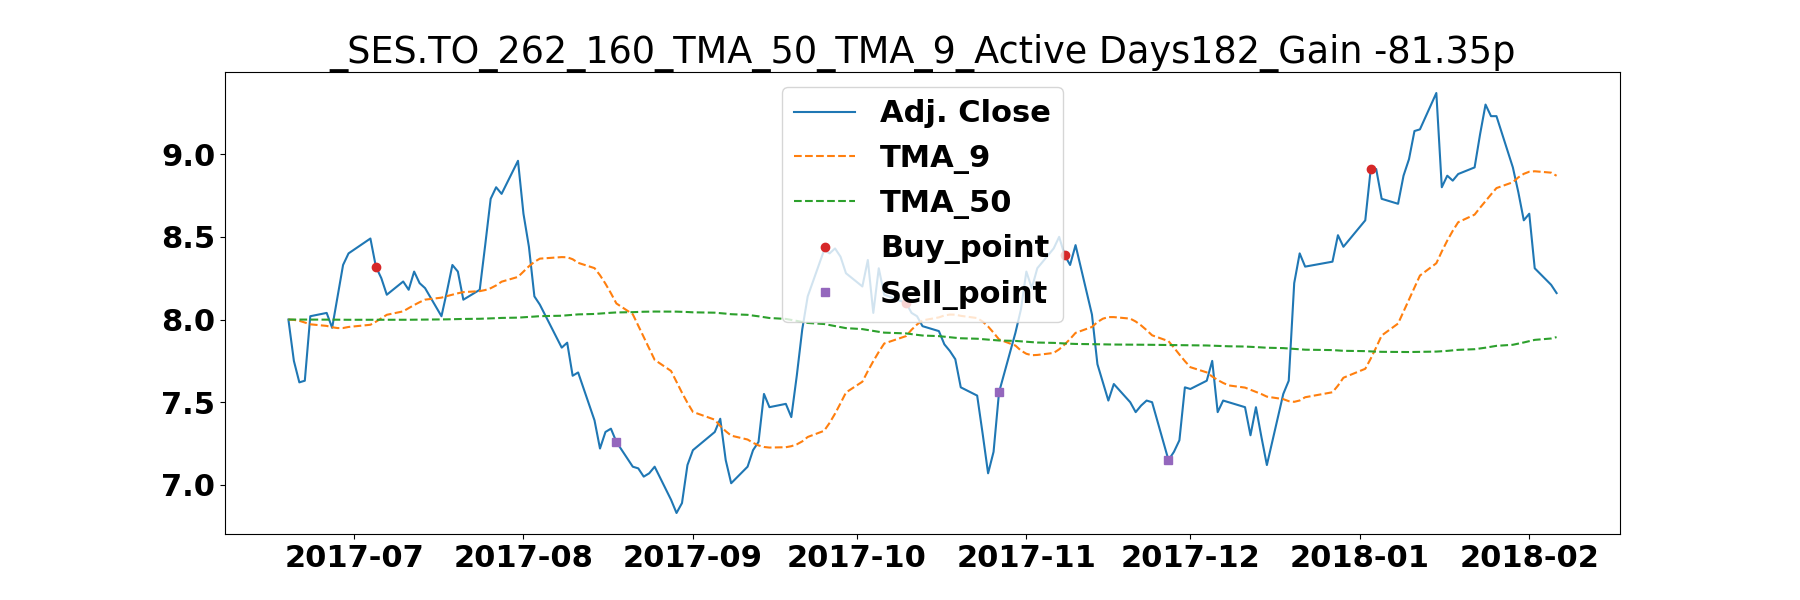 _SES.TO_262_160_TMA_50_TMA_9_Active Days182_Gain -81.35p
Adj. Close
TMA_9
TMA_50
Buy_point
Sell_point
9.0
8.5
8.0
7.5
7.0
2017-07 2017-08 2017-09 2017-10 2017-11 2017-12 2018-01 2018-02